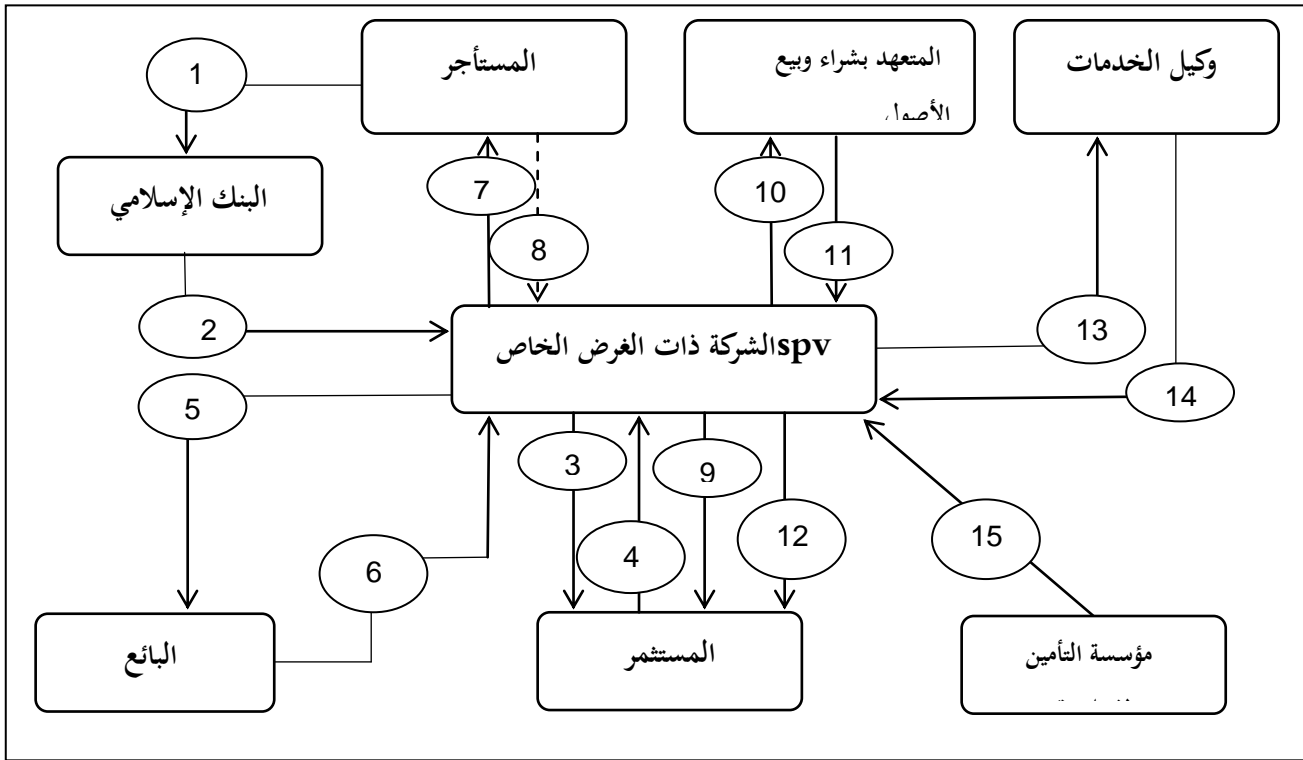 المستأجر
المتعهد بشراء وبيع
الأصول
وكيل الخدمات
1
البنك الإسلامي
7
8
10
11
13
2
spvالشركة ذات الغرض الخاص
5
14
3
9
4
12
15
6
البائع
المستثمر
مؤسسة التأمين